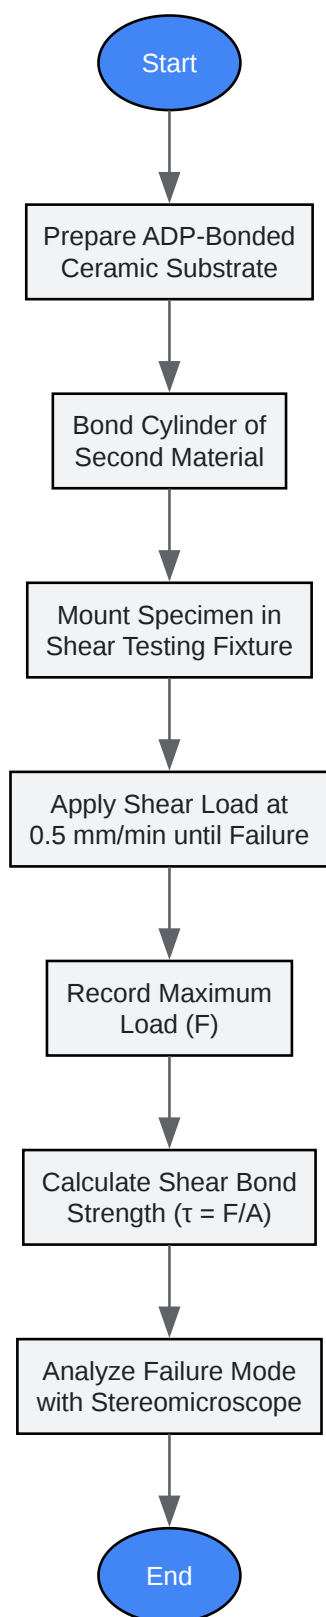 Start
Prepare ADP-Bonded
Ceramic Substrate
Bond Cylinder of
Second Material
Mount Specimen in
Shear Testing Fixture
Apply Shear Load at
0.5 mm/min until Failure
Record Maximum
Load (F)
Calculate Shear Bond
Strength (τ = F/A)
Analyze Failure Mode
with Stereomicroscope
End